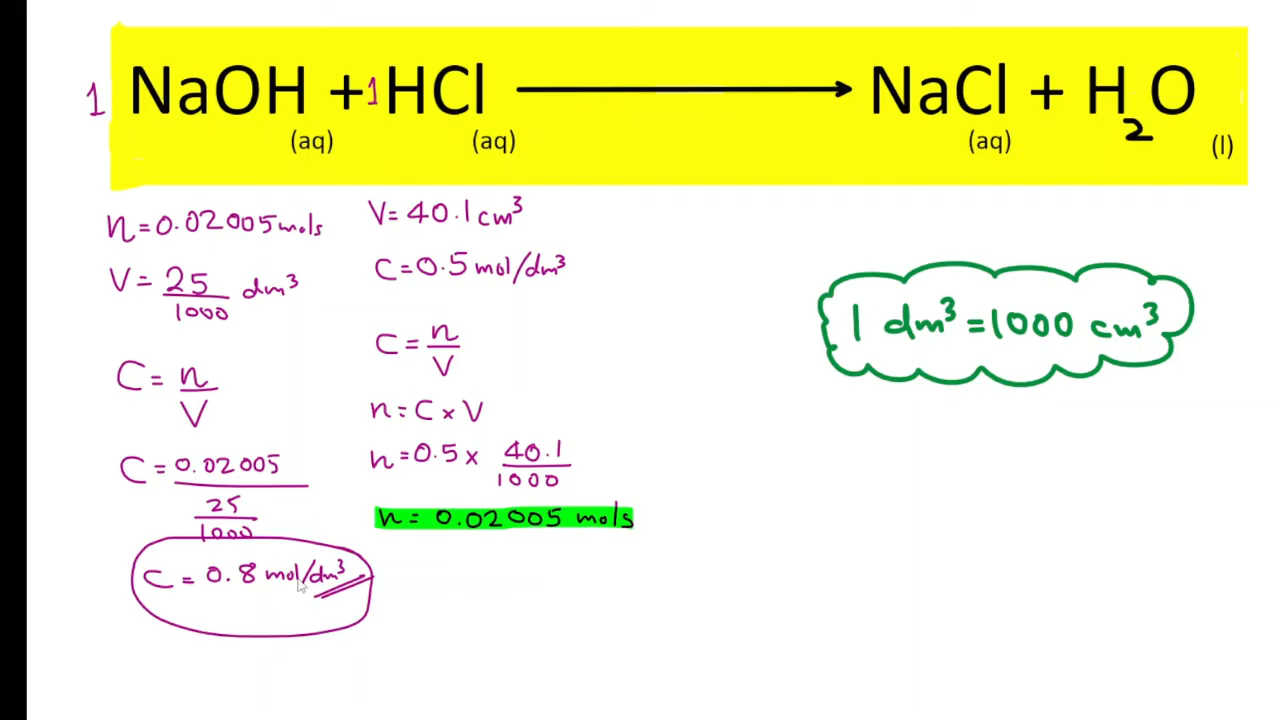 1 NaOH + 1 HCl → NaCl + H2O
(aq) (aq) (aq) (l)
n = 0.02005 mols
V = 25/1000 dm³
C = n/V
C = 0.02005 / (25/1000)
C = 0.8 mol/dm³
V = 40.1 cm³
C = 0.5 mol/dm³
C = n/V
n = C × V
n = 0.5 × 40.1/1000
n = 0.02005 mols
1 dm³ = 1000 cm³